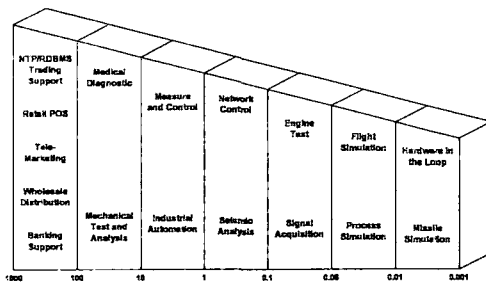 NTP/RDBMS
Trading
Support
Retail POS
Tele-
Marketing
Wholesale
Distribution
Banking
Support
Medical
Diagnostic
Mechanical
Test and
Analysis
Measure
and Control
Industrial
Automation
Network
Control
Seismic
Analysis
Engine
Test
Signal
Acquisition
Flight
Simulation
Process
Simulation
Hardware in
the Loop
Missile
Simulation
1000 100 10 1 0.1 0.05 0.01 0.001